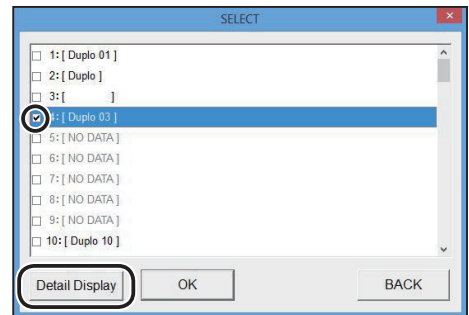 SELECT
1: [ Duplo 01 ]
2: [ Duplo ]
3: [ ]
4: [ Duplo 03 ]
5: [ NO DATA ]
6: [ NO DATA ]
7: [ NO DATA ]
8: [ NO DATA ]
9: [ NO DATA ]
10: [ Duplo 10 ]
Detail Display OK BACK